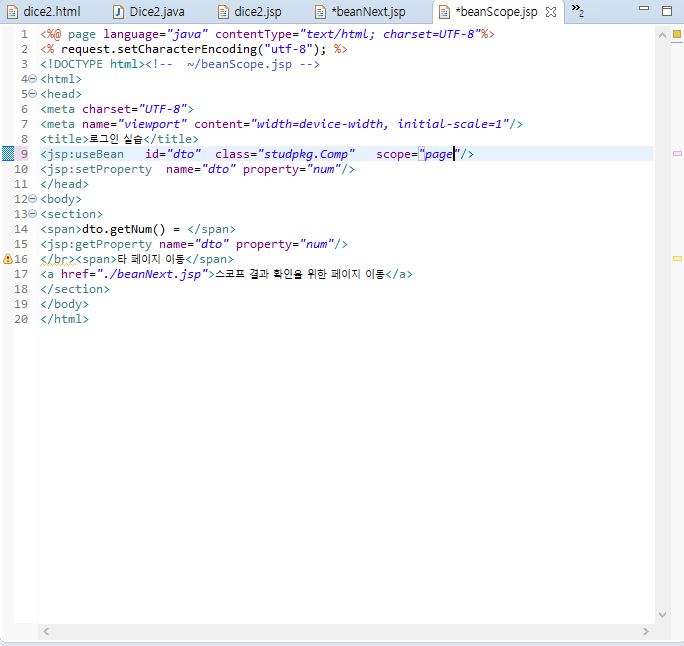 dice2.html Dice2.java dice2.jsp *beanNext.jsp *beanScope.jsp »2
1 <%@ page language="java" contentType="text/html; charset=UTF-8"%>
2 <% request.setCharacterEncoding("utf-8"); %>
3 <!DOCTYPE html><!--  ~/beanScope.jsp -->
4 <html>
5 <head>
6 <meta charset="UTF-8">
7 <meta name="viewport" content="width=device-width, initial-scale=1"/>
8 <title>로그인 실습</title>
9 <jsp:useBean   id="dto"  class="studpkg.Comp"   scope="page"/>
10 <jsp:setProperty  name="dto" property="num"/>
11 </head>
12 <body>
13 <section>
14 <span>dto.getNum() = </span>
15 <jsp:getProperty name="dto" property="num"/>
16 </br><span>타 페이지 이동</span>
17 <a href="./beanNext.jsp">스코프 결과 확인을 위한 페이지 이동</a>
18 </section>
19 </body>
20 </html>